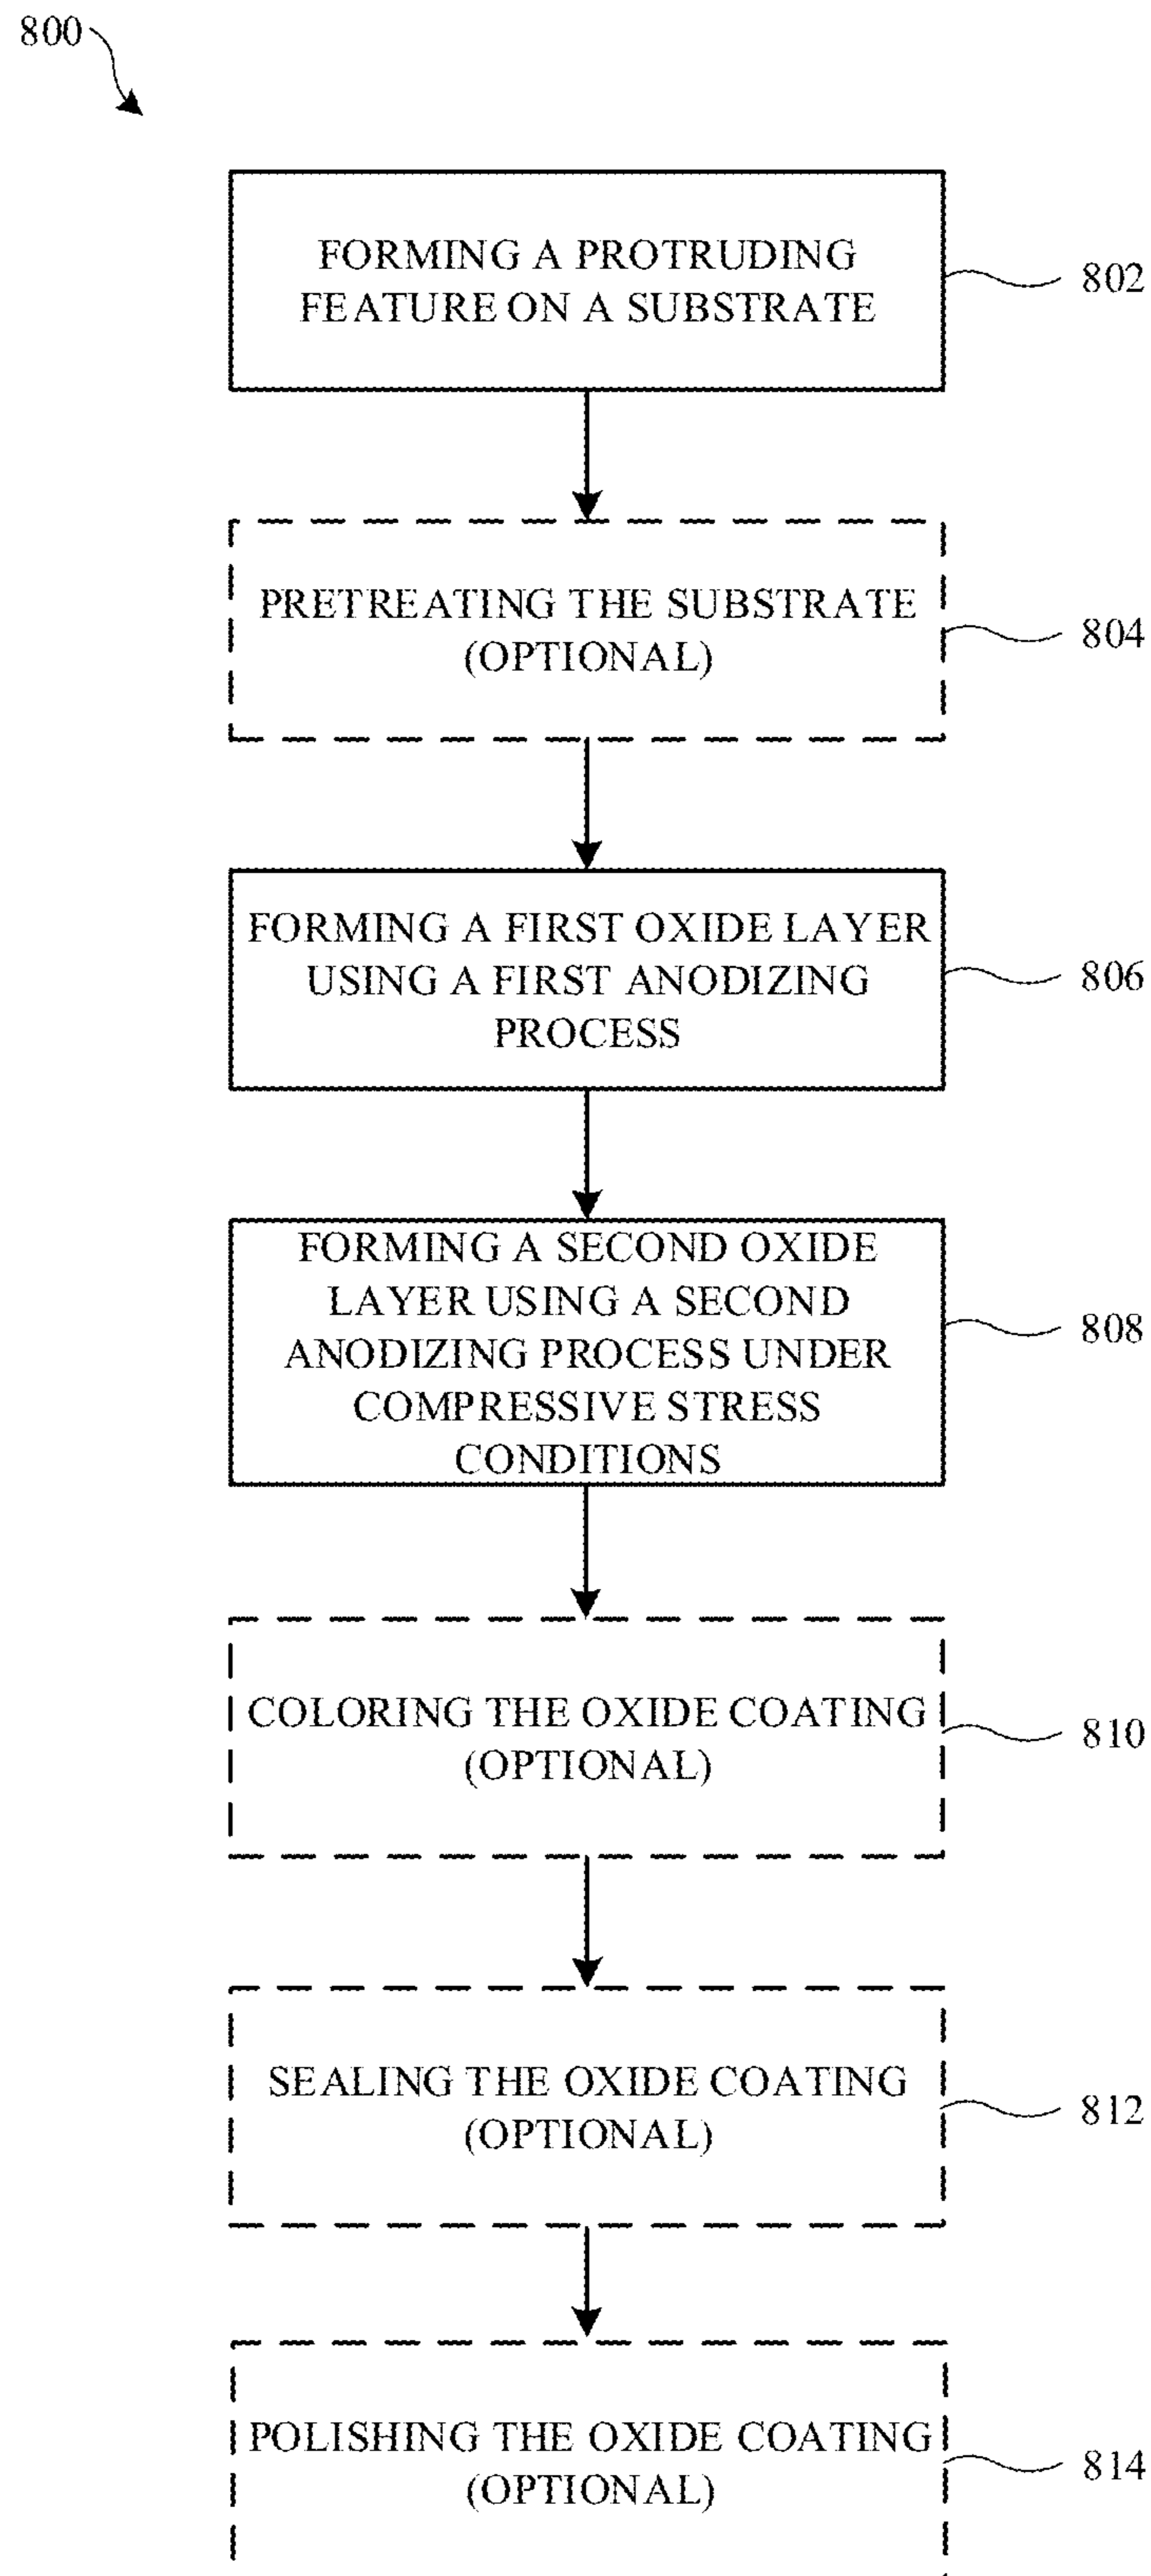 800
FORMING A PROTRUDING
FEATURE ON A SUBSTRATE
802
PRETREATING THE SUBSTRATE
(OPTIONAL)
804
FORMING A FIRST OXIDE LAYER
USING A FIRST ANODIZING
PROCESS
806
FORMING A SECOND OXIDE
LAYER USING A SECOND
ANODIZING PROCESS UNDER
COMPRESSIVE STRESS
CONDITIONS
808
COLORING THE OXIDE COATING
(OPTIONAL)
810
SEALING THE OXIDE COATING
(OPTIONAL)
812
POLISHING THE OXIDE COATING
(OPTIONAL)
814